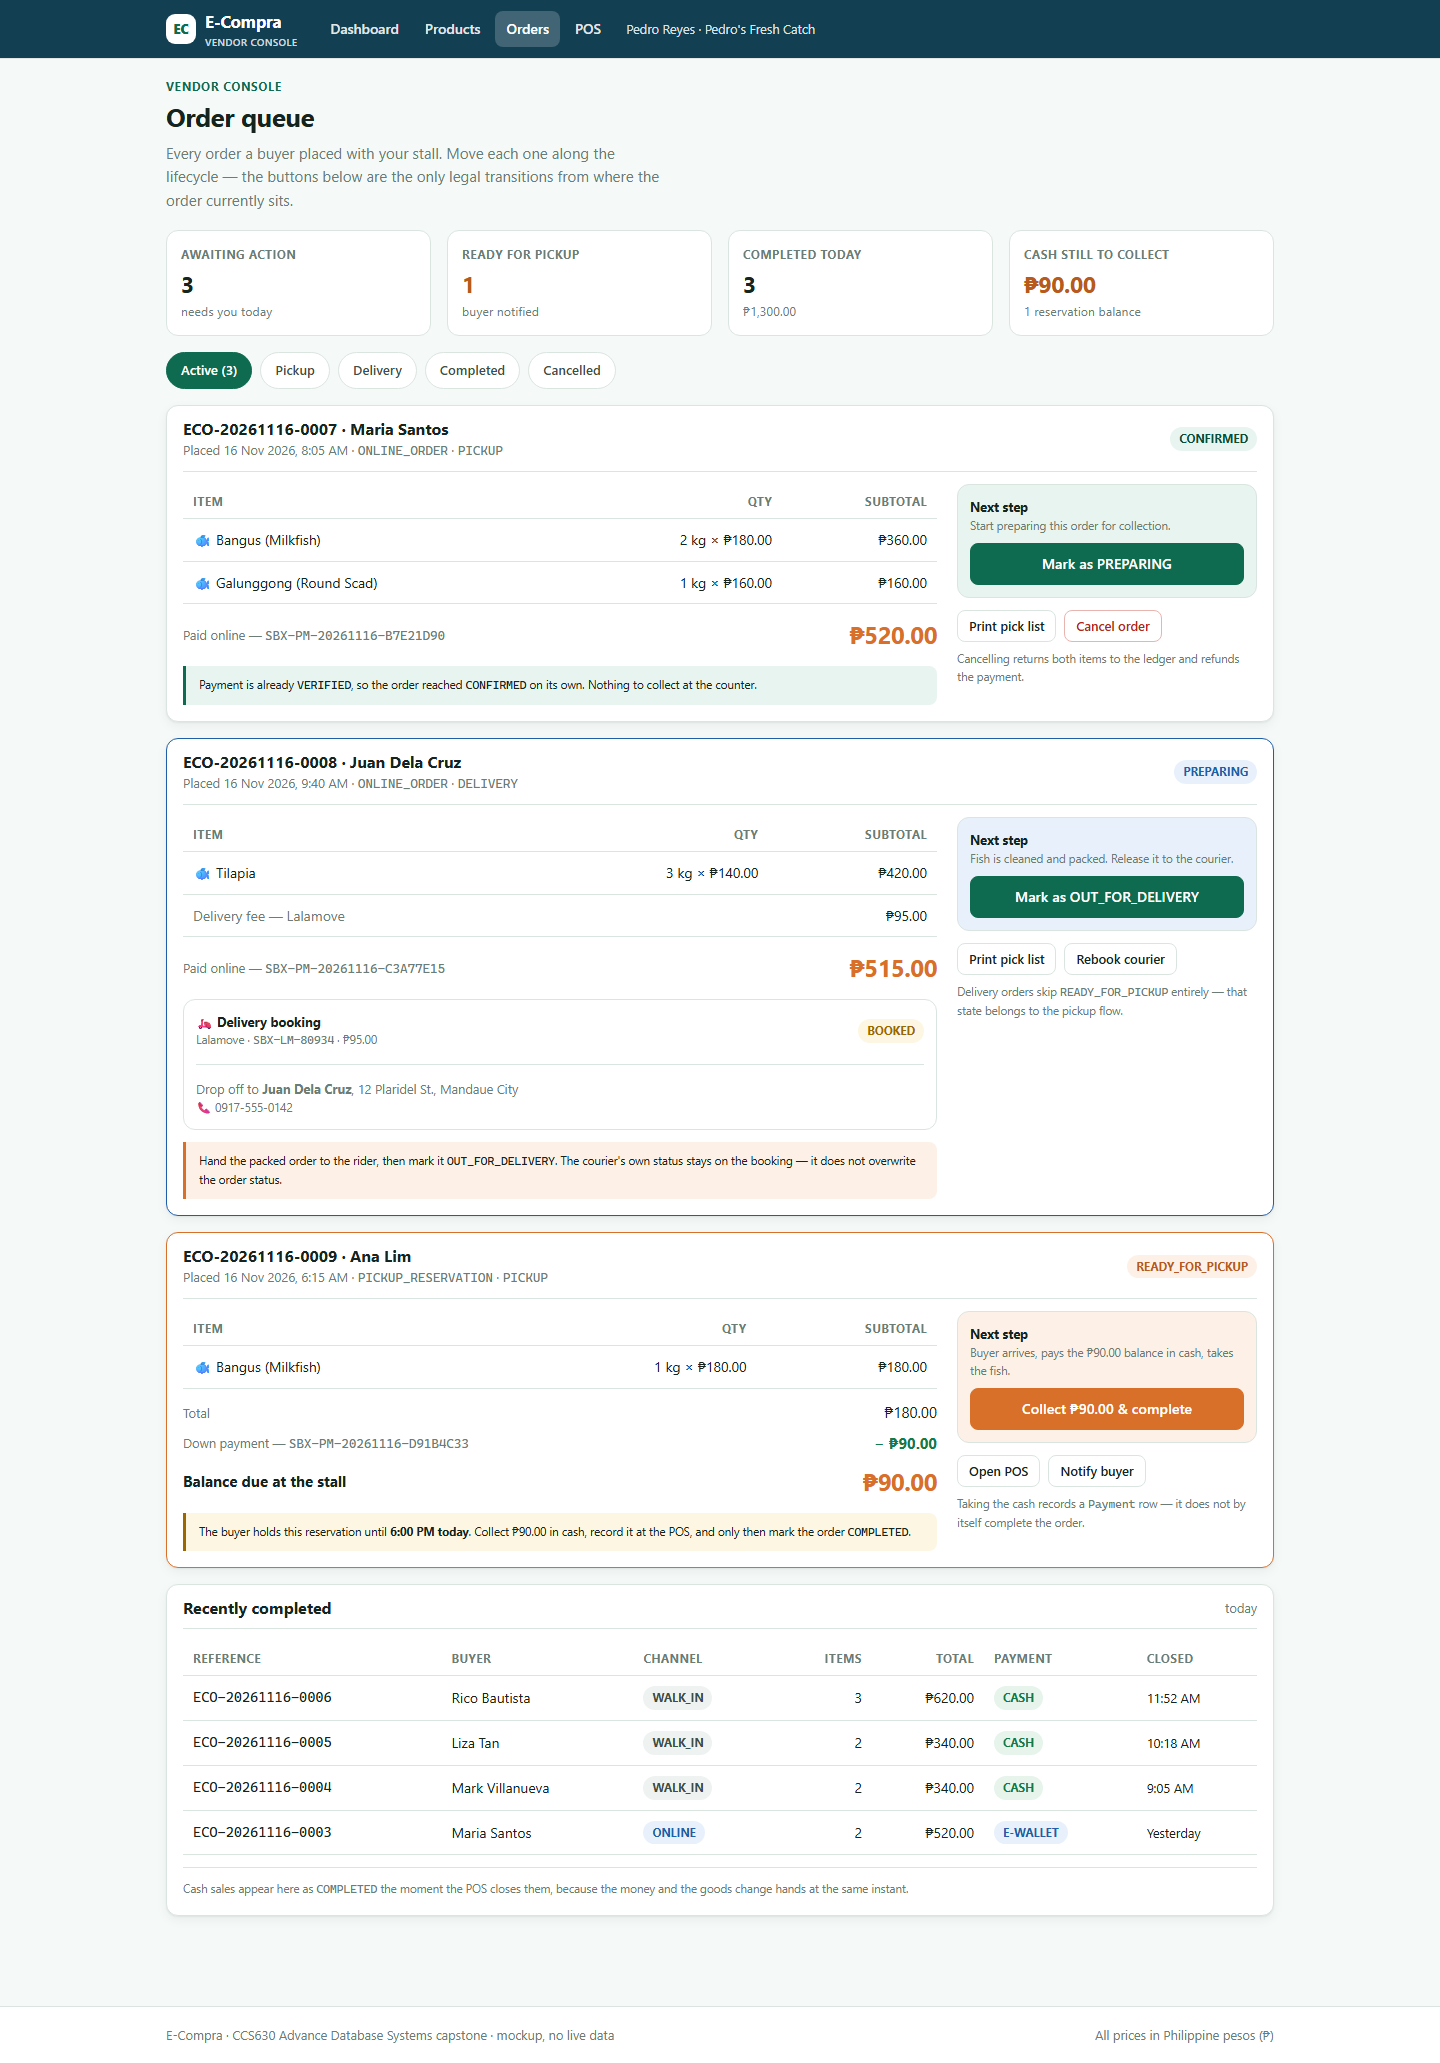 EC
E-Compra
VENDOR CONSOLE
Dashboard Products Orders POS Pedro Reyes · Pedro's Fresh Catch
VENDOR CONSOLE
Order queue
Every order a buyer placed with your stall. Move each one along the
lifecycle — the buttons below are the only legal transitions from where the
order currently sits.
AWAITING ACTION
3
needs you today
READY FOR PICKUP
1
buyer notified
COMPLETED TODAY
3
₱1,300.00
CASH STILL TO COLLECT
₱90.00
1 reservation balance
Active (3) Pickup Delivery Completed Cancelled
ECO-20261116-0007 · Maria Santos
Placed 16 Nov 2026, 8:05 AM · ONLINE_ORDER · PICKUP
CONFIRMED
ITEM QTY SUBTOTAL
Bangus (Milkfish) 2 kg × ₱180.00 ₱360.00
Galunggong (Round Scad) 1 kg × ₱160.00 ₱160.00
Paid online — SBX-PM-20261116-B7E21D90 ₱520.00
Payment is already VERIFIED, so the order reached CONFIRMED on its own. Nothing to collect at the counter.
Next step
Start preparing this order for collection.
Mark as PREPARING
Print pick list Cancel order
Cancelling returns both items to the ledger and refunds
the payment.
ECO-20261116-0008 · Juan Dela Cruz
Placed 16 Nov 2026, 9:40 AM · ONLINE_ORDER · DELIVERY
PREPARING
ITEM QTY SUBTOTAL
Tilapia 3 kg × ₱140.00 ₱420.00
Delivery fee — Lalamove ₱95.00
Paid online — SBX-PM-20261116-C3A77E15 ₱515.00
Delivery booking
Lalamove · SBX-LM-80934 · ₱95.00
BOOKED
Drop off to Juan Dela Cruz, 12 Plaridel St., Mandaue City
0917-555-0142
Hand the packed order to the rider, then mark it OUT_FOR_DELIVERY. The courier's own status stays on the booking — it does not overwrite
the order status.
Next step
Fish is cleaned and packed. Release it to the courier.
Mark as OUT_FOR_DELIVERY
Print pick list Rebook courier
Delivery orders skip READY_FOR_PICKUP entirely — that
state belongs to the pickup flow.
ECO-20261116-0009 · Ana Lim
Placed 16 Nov 2026, 6:15 AM · PICKUP_RESERVATION · PICKUP
READY_FOR_PICKUP
ITEM QTY SUBTOTAL
Bangus (Milkfish) 1 kg × ₱180.00 ₱180.00
Total ₱180.00
Down payment — SBX-PM-20261116-D91B4C33 − ₱90.00
Balance due at the stall ₱90.00
The buyer holds this reservation until 6:00 PM today. Collect ₱90.00 in cash, record it at the POS, and only then mark the order COMPLETED.
Next step
Buyer arrives, pays the ₱90.00 balance in cash, takes
the fish.
Collect ₱90.00 & complete
Open POS Notify buyer
Taking the cash records a Payment row — it does not by
itself complete the order.
Recently completed today
REFERENCE BUYER CHANNEL ITEMS TOTAL PAYMENT CLOSED
ECO-20261116-0006 Rico Bautista WALK_IN 3 ₱620.00 CASH 11:52 AM
ECO-20261116-0005 Liza Tan WALK_IN 2 ₱340.00 CASH 10:18 AM
ECO-20261116-0004 Mark Villanueva WALK_IN 2 ₱340.00 CASH 9:05 AM
ECO-20261116-0003 Maria Santos ONLINE 2 ₱520.00 E-WALLET Yesterday
Cash sales appear here as COMPLETED the moment the POS closes them, because the money and the goods change hands at the same instant.
E-Compra · CCS630 Advance Database Systems capstone · mockup, no live data
All prices in Philippine pesos (₱)